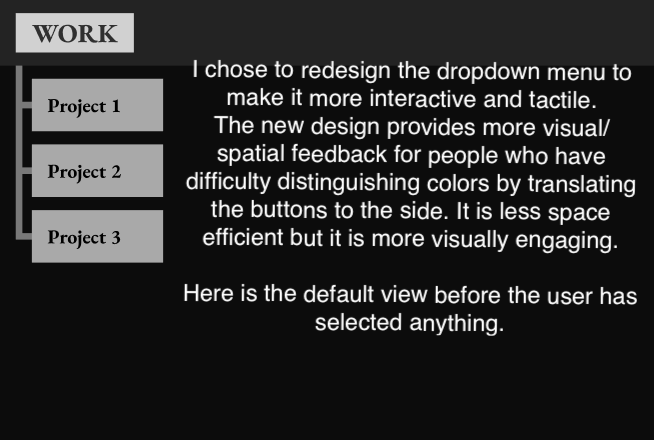 WORK
Project 1
Project 2
Project 3
I chose to redesign the dropdown menu to
make it more interactive and tactile.
The new design provides more visual/
spatial feedback for people who have
difficulty distinguishing colors by translating
the buttons to the side. It is less space
efficient but it is more visually engaging.
Here is the default view before the user has
selected anything.